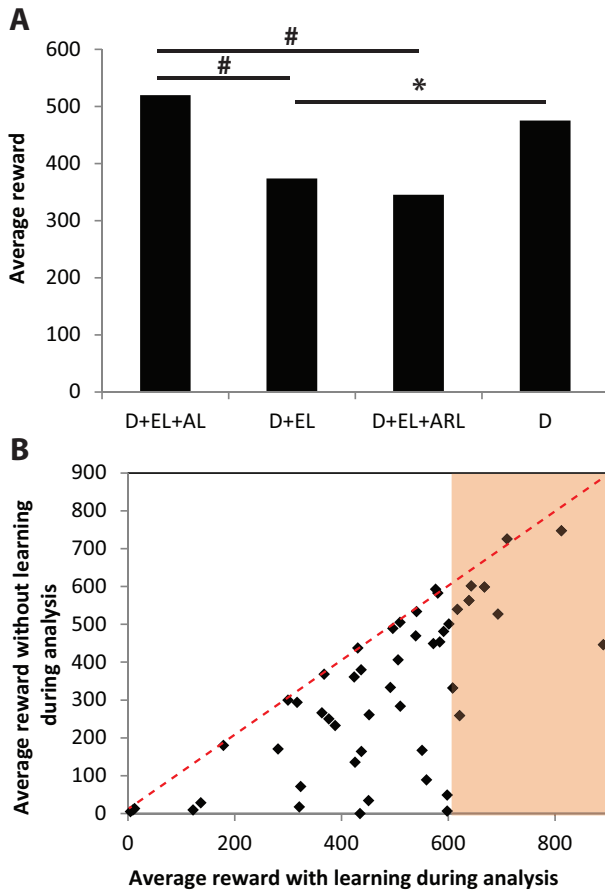 A
#
#
*
600
500
400
300
200
100
0
Average reward
D+EL+AL D+EL D+EL+ARL D
B
900
800
700
600
500
400
300
200
100
0
Average reward without learning
during analysis
0 200 400 600 800
Average reward with learning during analysis